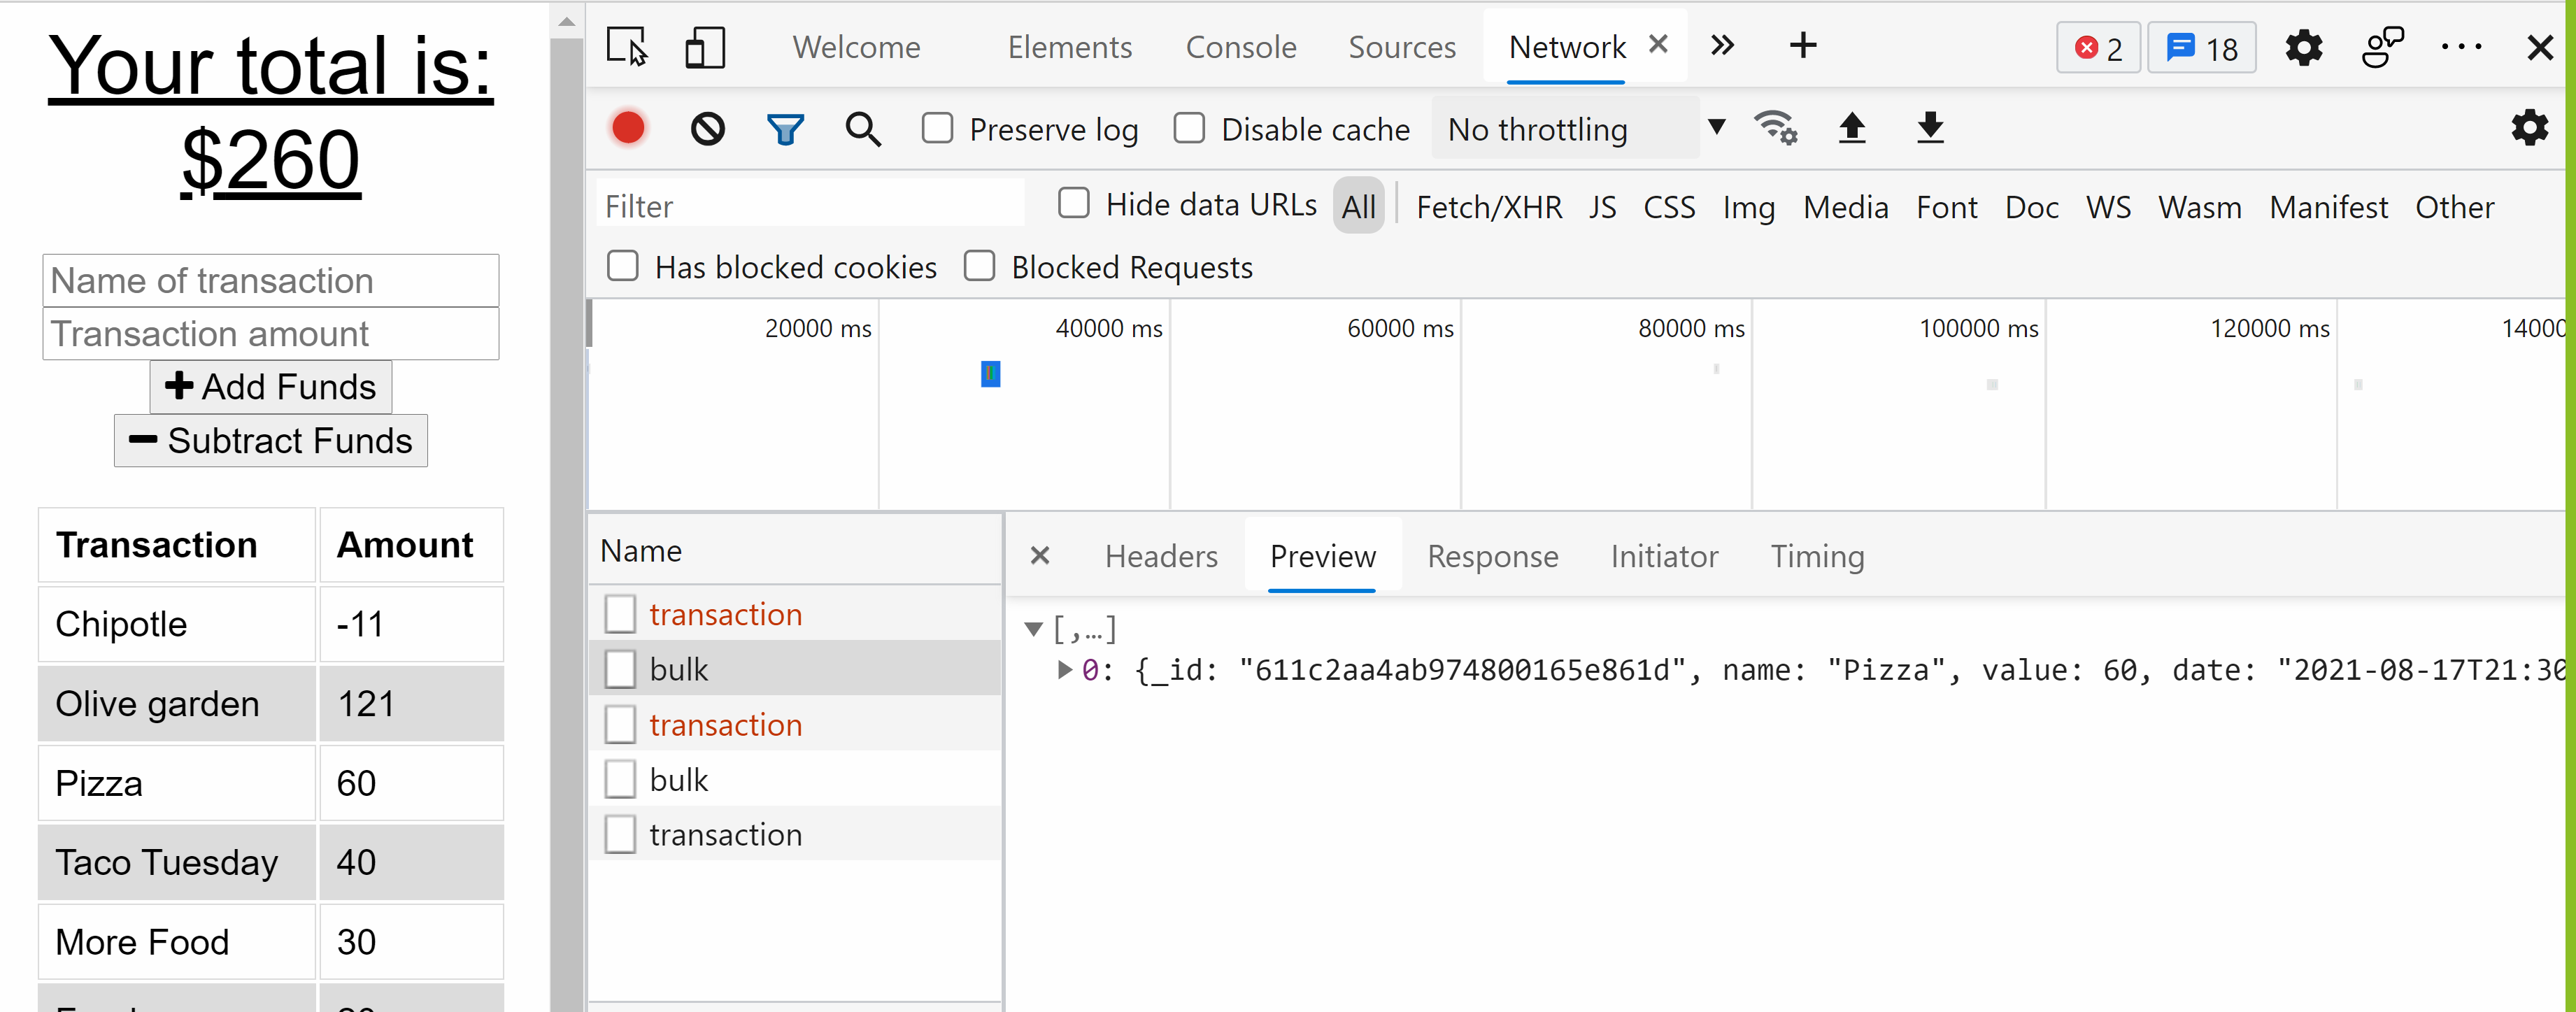 Your total is:
$260
Name of transaction
Transaction amount
Add Funds
Subtract Funds
Transaction Amount
Chipotle -11
Olive garden 121
Pizza 60
Taco Tuesday 40
More Food 30
Welcome Elements Console Sources Network 2 18
Preserve log Disable cache No throttling
Filter Hide data URLs All Fetch/XHR JS CSS Img Media Font Doc WS Wasm Manifest Other
Has blocked cookies Blocked Requests
20000 ms 40000 ms 60000 ms 80000 ms 100000 ms 120000 ms 14000
Name
transaction
bulk
transaction
bulk
transaction
Headers Preview Response Initiator Timing
[,…]
0: {_id: "611c2aa4ab974800165e861d", name: "Pizza", value: 60, date: "2021-08-17T21:30